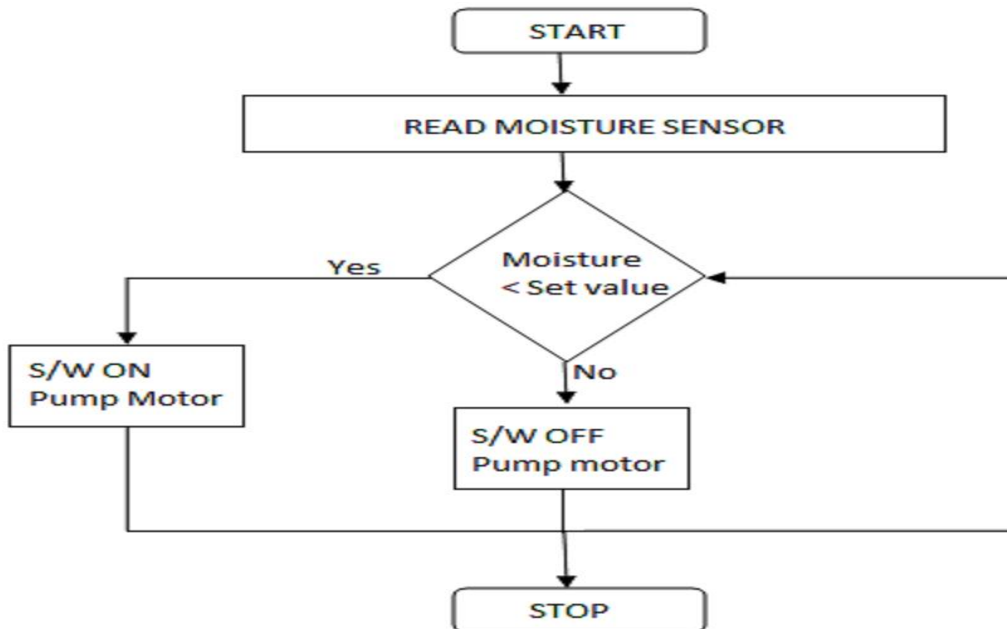 START
READ MOISTURE SENSOR
Moisture
< Set value
Yes
No
S/W ON
Pump Motor
S/W OFF
Pump motor
STOP